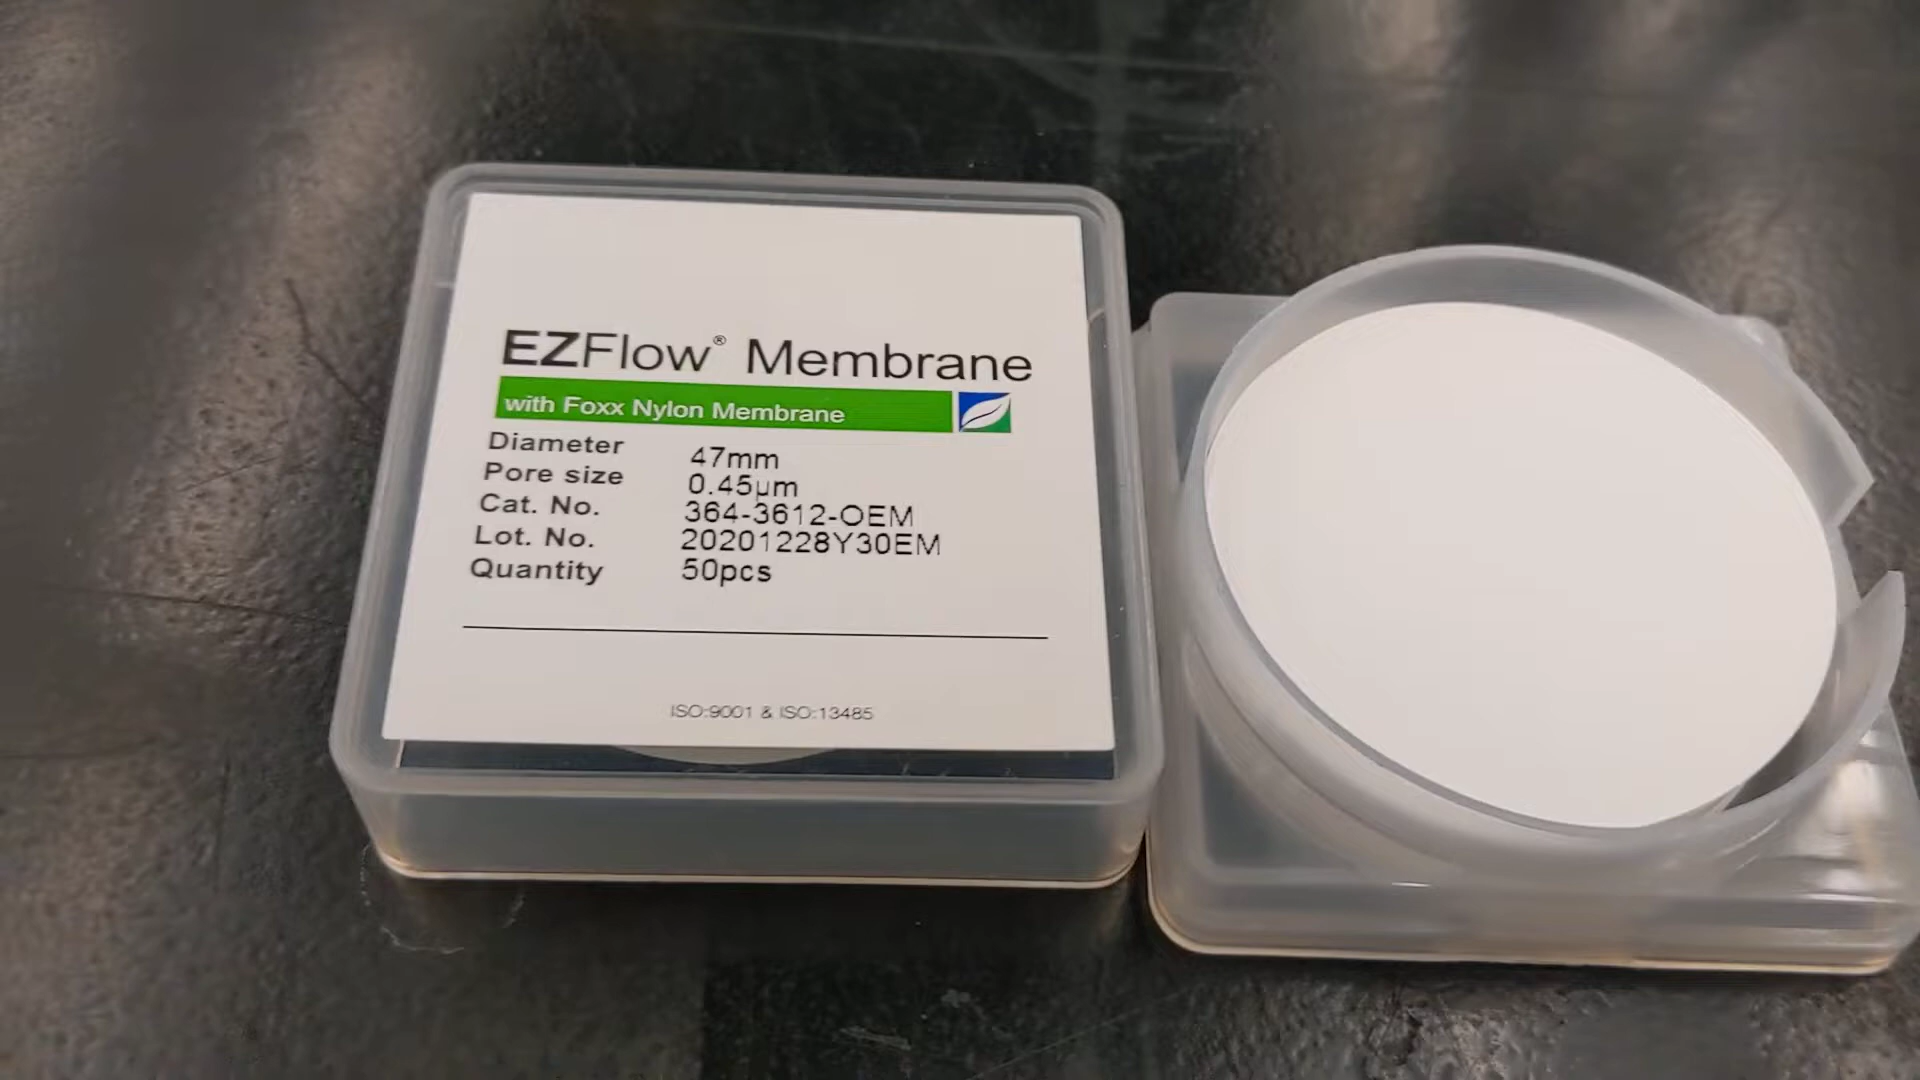 EZFlow® Membrane
with Foxx Nylon Membrane
Diameter 47mm
Pore size 0.45µm
Cat. No. 364-3612-OEM
Lot. No. 20201228Y30EM
Quantity 50pcs
ISO:9001 & ISO:13485